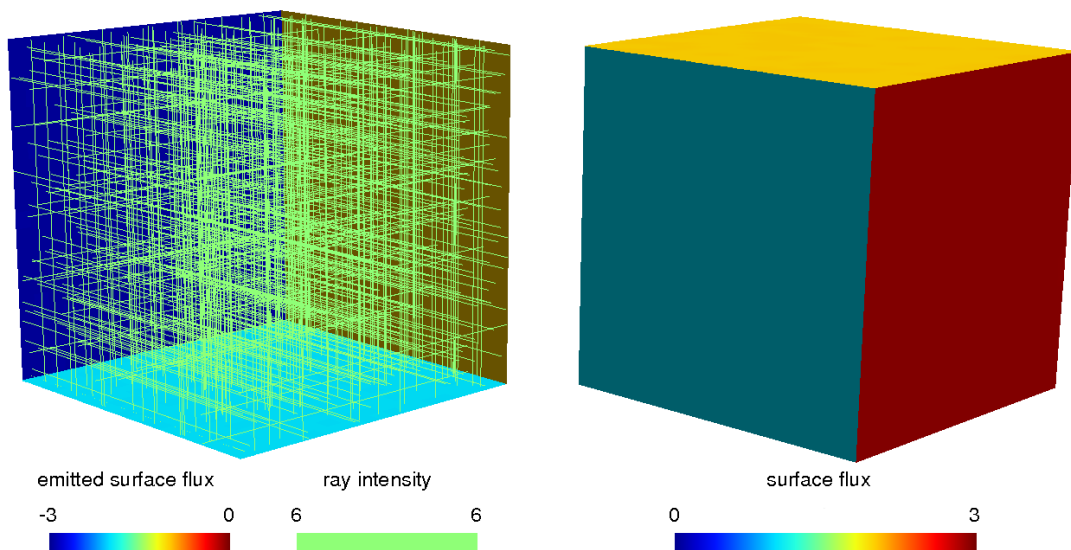 emitted surface flux
-3 0
ray intensity
6 6
surface flux
0 3